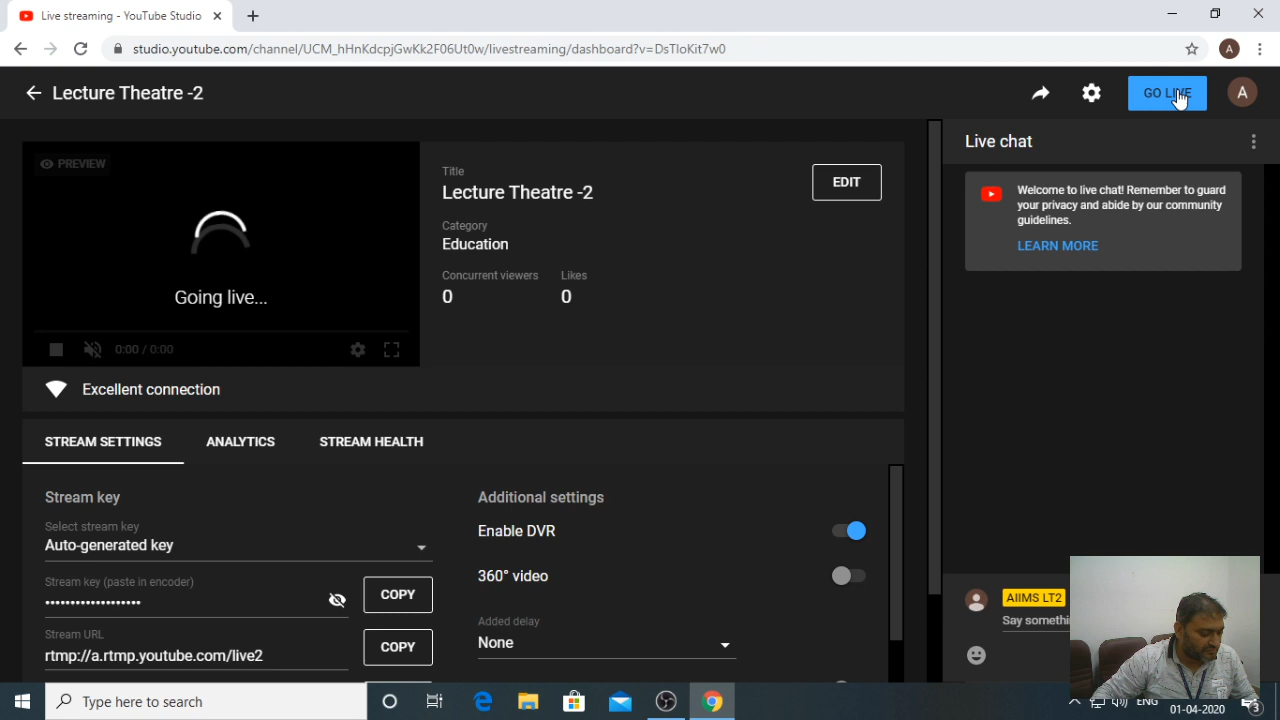 Live streaming - YouTube Studio
studio.youtube.com/channel/UCM_hHnKdcpjGwKk2F06Ut0w/livestreaming/dashboard?v=DsTloKit7w0
A
Lecture Theatre -2
GO LIVE
A
PREVIEW
Going live...
0:00 / 0:00
Title
Lecture Theatre -2
EDIT
Category
Education
Concurrent viewers
Likes
0
0
Excellent connection
Live chat
Welcome to live chat! Remember to guard
your privacy and abide by our community
guidelines.
LEARN MORE
STREAM SETTINGS
ANALYTICS
STREAM HEALTH
Stream key
Select stream key
Auto-generated key
Stream key (paste in encoder)
COPY
Stream URL
rtmp://a.rtmp.youtube.com/live2
COPY
Additional settings
Enable DVR
360° video
Added delay
None
AIIMS LT2
Say somethi
Type here to search
ENG
01-04-2020
3